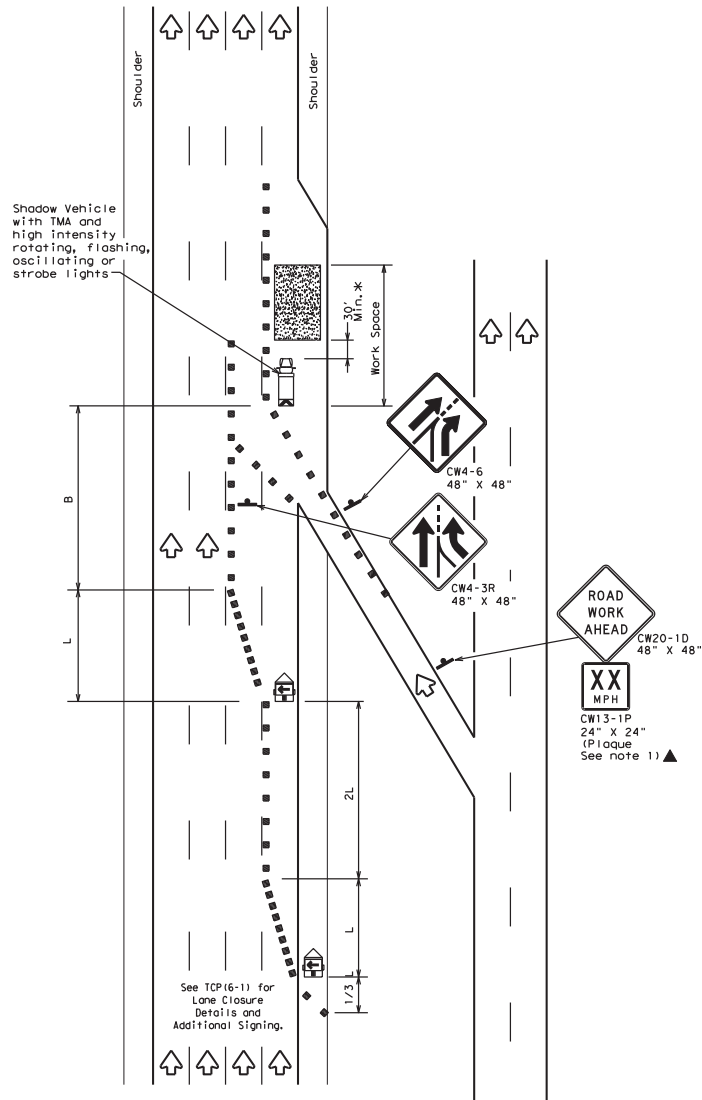 Shoulder
Shoulder
Shadow Vehicle
with TMA and
high intensity
rotating, flashing,
oscillating or
strobe lights
30'
Min.*
Work Space
B
CW4-6
48" X 48"
CW4-3R
48" X 48"
ROAD
WORK
AHEAD
CW20-1D
48" X 48"
XX
MPH
CW13-1P
24" X 24"
(Plaque
See note 1) ▲
L
2L
L
1/3 L
See TCP(6-1) for
Lane Closure
Details and
Additional Signing.